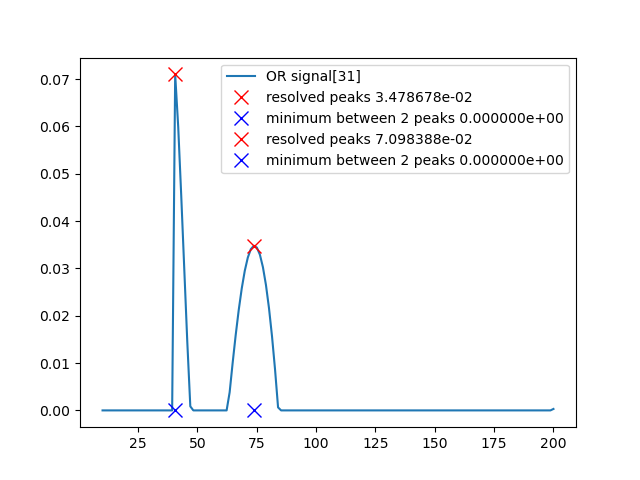 OR signal[31]
resolved peaks 3.478678e-02
minimum between 2 peaks 0.000000e+00
resolved peaks 7.098388e-02
minimum between 2 peaks 0.000000e+00
0.07
0.06
0.05
0.04
0.03
0.02
0.01
0.00
25 50 75 100 125 150 175 200